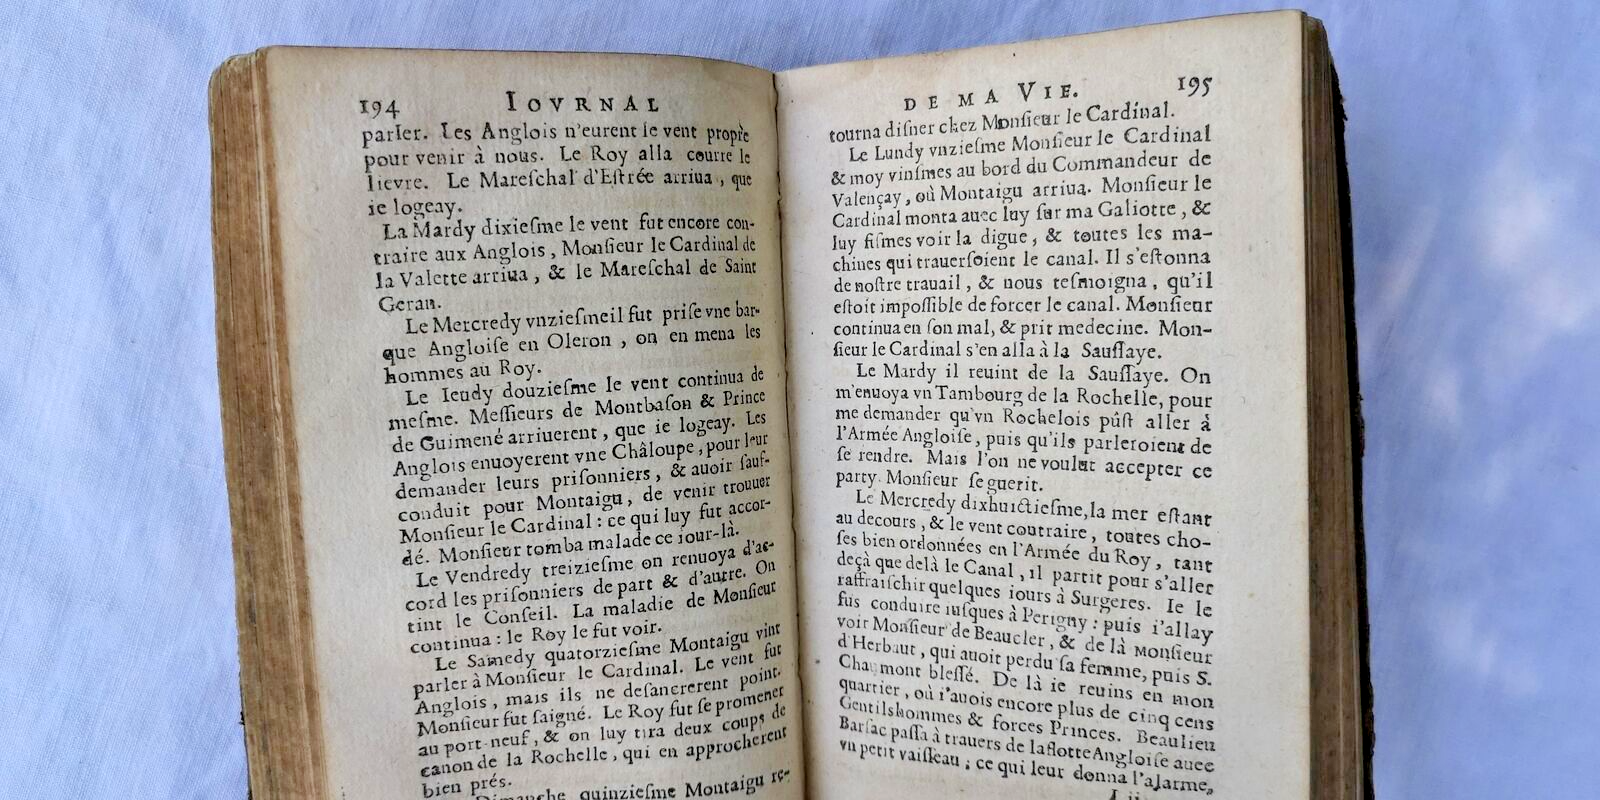 194 IOVRNAL
parler. Les Anglois n'eurent le vent propre
pour venir à nous. Le Roy alla courre le
lievre. Le Mareſchal d'Eſtrée arriua, que
ie logeay.
La Mardy dixieſme le vent fut encore con-
traire aux Anglois, Monſieur le Cardinal de
la Valette arriua, & le Mareſchal de Saint
Geran.
Le Mercredy vnzieſmeil fut priſe vne bar-
que Angloiſe en Oleron, on en mena les
hommes au Roy.
Le Ieudy douzieſme le vent continua de
meſme. Meſſieurs de Montbaſon & Prince
de Guimené arriuerent, que ie logeay. Les
Anglois enuoyerent vne Châloupe, pour leur
demander leurs priſonniers, & auoir ſauf-
conduit pour Montaigu, de venir trouuer
Monſieur le Cardinal: ce qui luy fut accor-
dé. Monſieur tomba malade ce iour-là.
Le Vendredy treizieſme on renuoya d'ac-
cord les priſonniers de part & d'autre. On
tint le Conſeil. La maladie de Monſieur
continua: le Roy le fut voir.
Le Samedy quatorzieſme Montaigu vint
parler à Monſieur le Cardinal. Le vent fut
Anglois, mais ils ne deſancrerent point.
Monſieur fut ſaigné. Le Roy fut ſe promener
au port-neuf, & on luy tira deux coups de
canon de la Rochelle, qui en approcherent
bien prés.
Dimanche quinzieſme Montaigu re-
DE MA VIE. 195
tourna diſner chez Monſieur le Cardinal.
Le Lundy vnzieſme Monſieur le Cardinal
& moy vinſmes au bord du Commandeur de
Valençay, où Montaigu arriua. Monſieur le
Cardinal monta auec luy ſur ma Galiotte, &
luy fiſmes voir la digue, & toutes les ma-
chines qui trauerſoient le canal. Il s'eſtonna
de noſtre trauail, & nous teſmoigna, qu'il
eſtoit impoſſible de forcer le canal. Monſieur
continua en ſon mal, & prit medecine. Mon-
ſieur le Cardinal s'en alla à la Sauſſaye.
Le Mardy il reuint de la Sauſſaye. On
m'enuoya vn Tambourg de la Rochelle, pour
me demander qu'vn Rochelois pûſt aller à
l'Armée Angloiſe, puis qu'ils parleroient de
ſe rendre. Mais l'on ne voulut accepter ce
party. Monſieur ſe guerit.
Le Mercredy dixhuictieſme, la mer eſtant
au decours, & le vent contraire, toutes cho-
ſes bien ordonnées en l'Armée du Roy, tant
deçà que delà le Canal, il partit pour s'aller
raffraiſchir quelques iours à Surgeres. Ie le
fus conduire iuſques à Perigny: puis i'allay
voir Monſieur de Beaucler, & de là Monſieur
d'Herbaut, qui auoit perdu ſa femme, puis S.
Chaumont bleſſé. De là ie reuins en mon
quartier, où i'auois encore plus de cinq cens
Gentilshommes & forces Princes. Beaulieu
Barſac paſſa à trauers de la flotte Angloiſe auec
vn petit vaiſſeau; ce qui leur donna l'alarme,